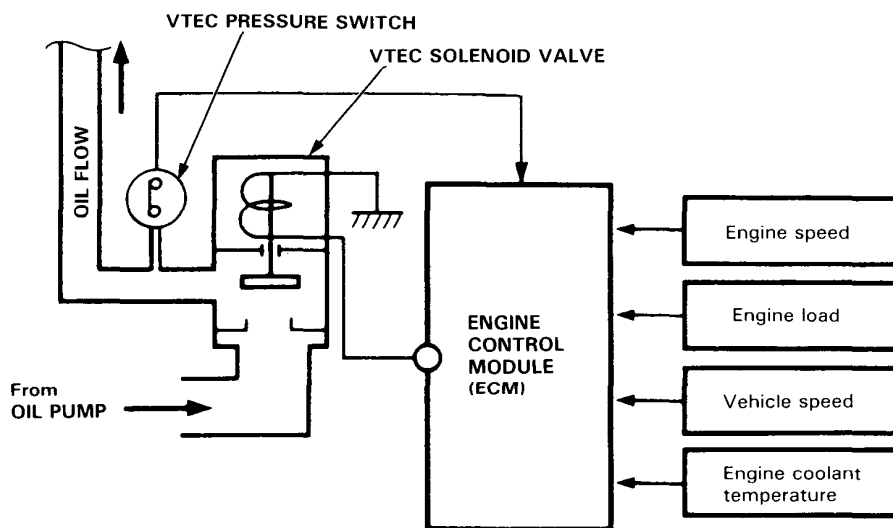 VTEC PRESSURE SWITCH
VTEC SOLENOID VALVE
OIL FLOW
From
OIL PUMP
ENGINE
CONTROL
MODULE
(ECM)
Engine speed
Engine load
Vehicle speed
Engine coolant
temperature